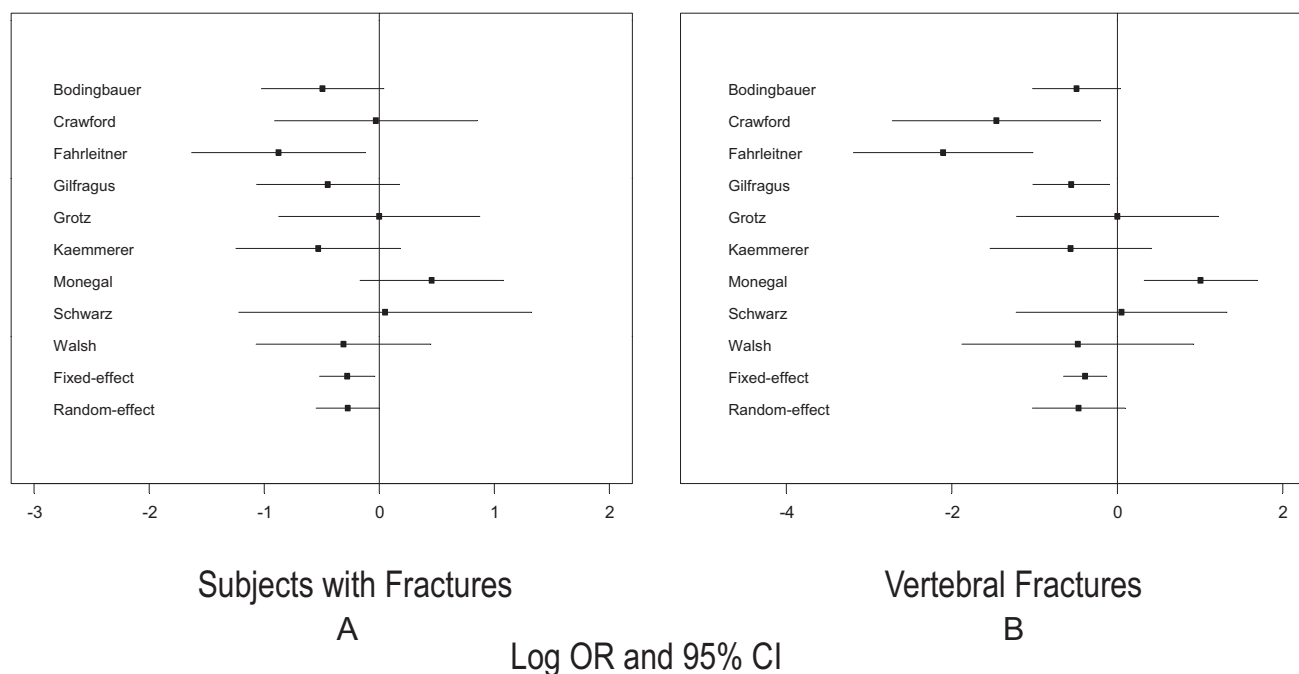 Bodingbauer
Crawford
Fahrleitner
Gilfragus
Grotz
Kaemmerer
Monegal
Schwarz
Walsh
Fixed-effect
Random-effect
-3 -2 -1 0 1 2
Subjects with Fractures
A
Bodingbauer
Crawford
Fahrleitner
Gilfragus
Grotz
Kaemmerer
Monegal
Schwarz
Walsh
Fixed-effect
Random-effect
-4 -2 0 2
Vertebral Fractures
B
Log OR and 95% CI